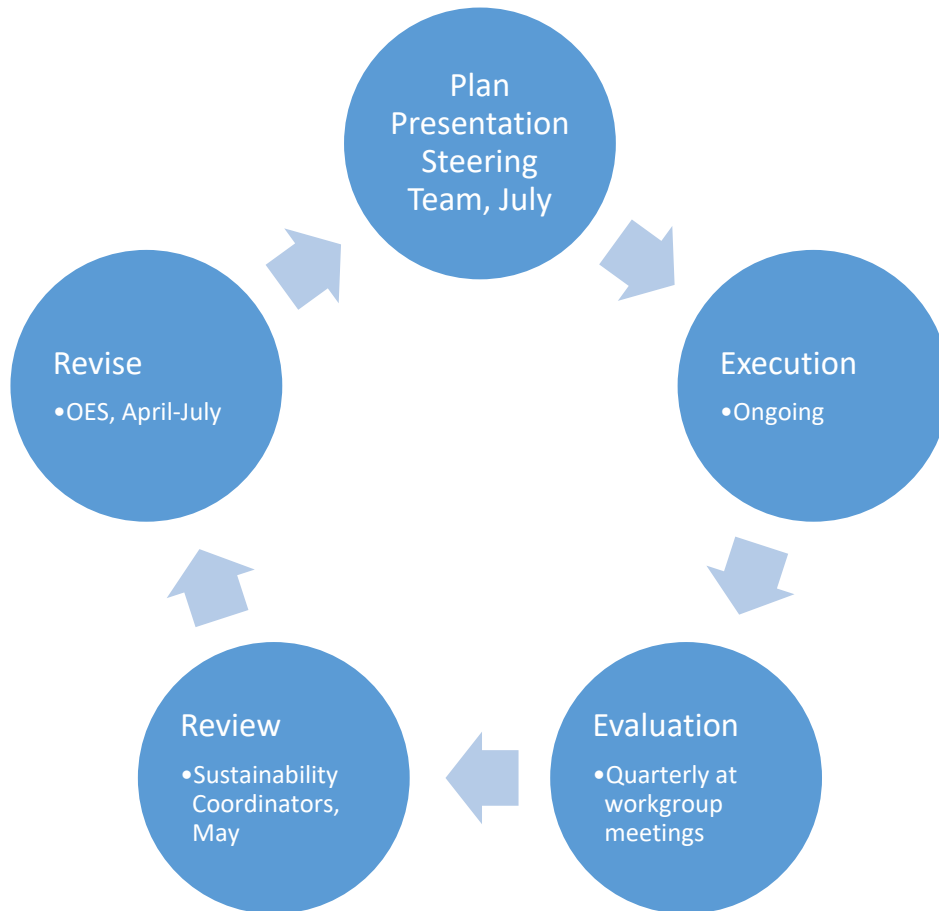 Plan
Presentation
Steering
Team, July
Execution
•Ongoing
Evaluation
•Quarterly at
workgroup
meetings
Review
•Sustainability
Coordinators,
May
Revise
•OES, April-July